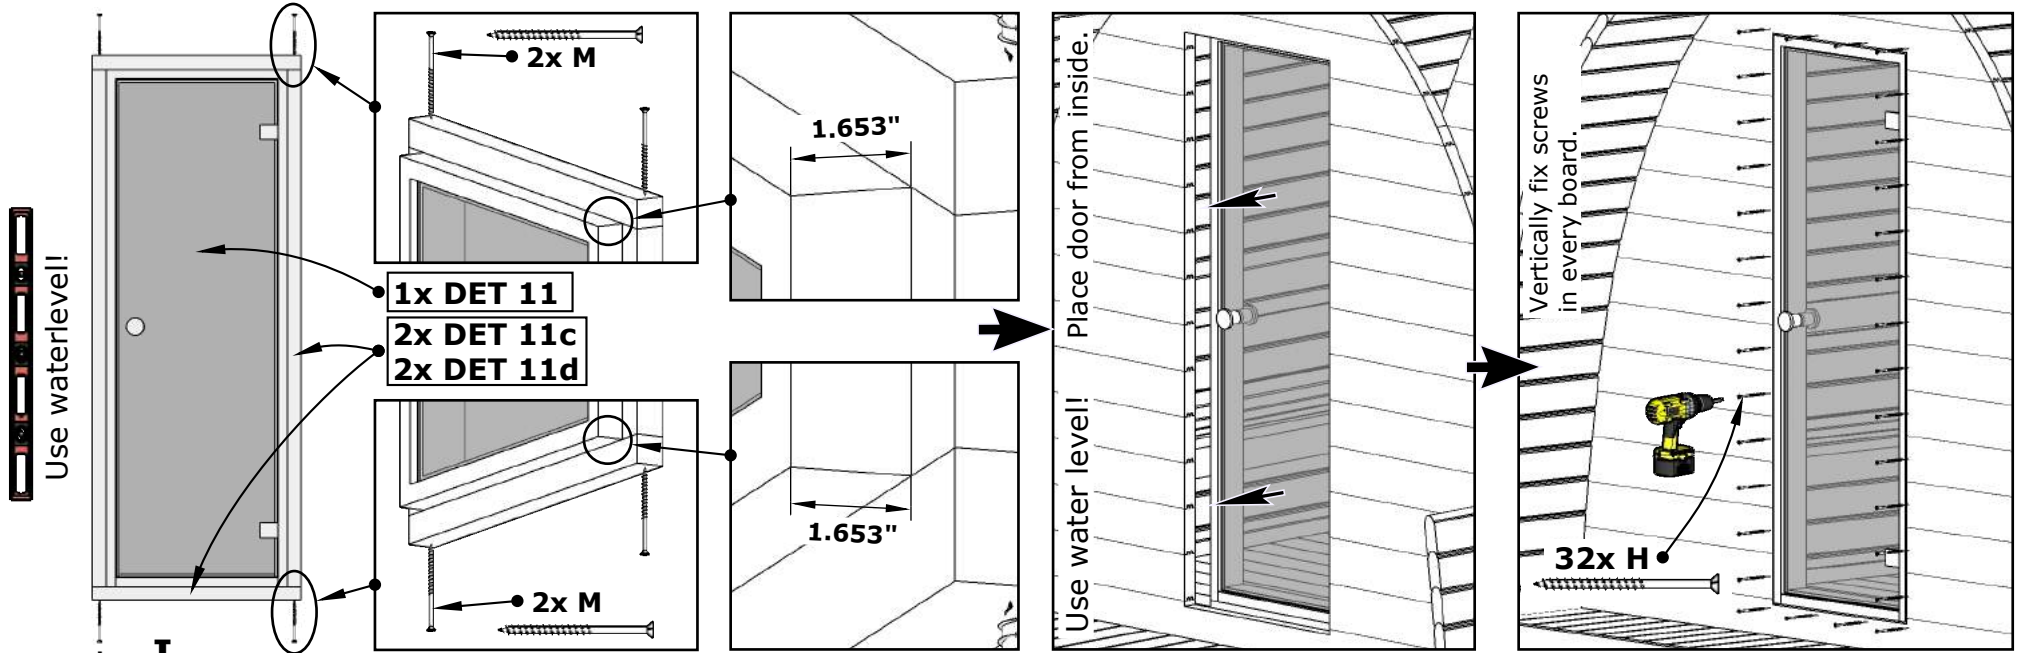 Use waterlevel!
2x M
1x DET 11
2x DET 11c
2x DET 11d
2x M
1.653"
1.653"
Use water level!
Place door from inside.
Vertically fix screws
in every board.
32x H